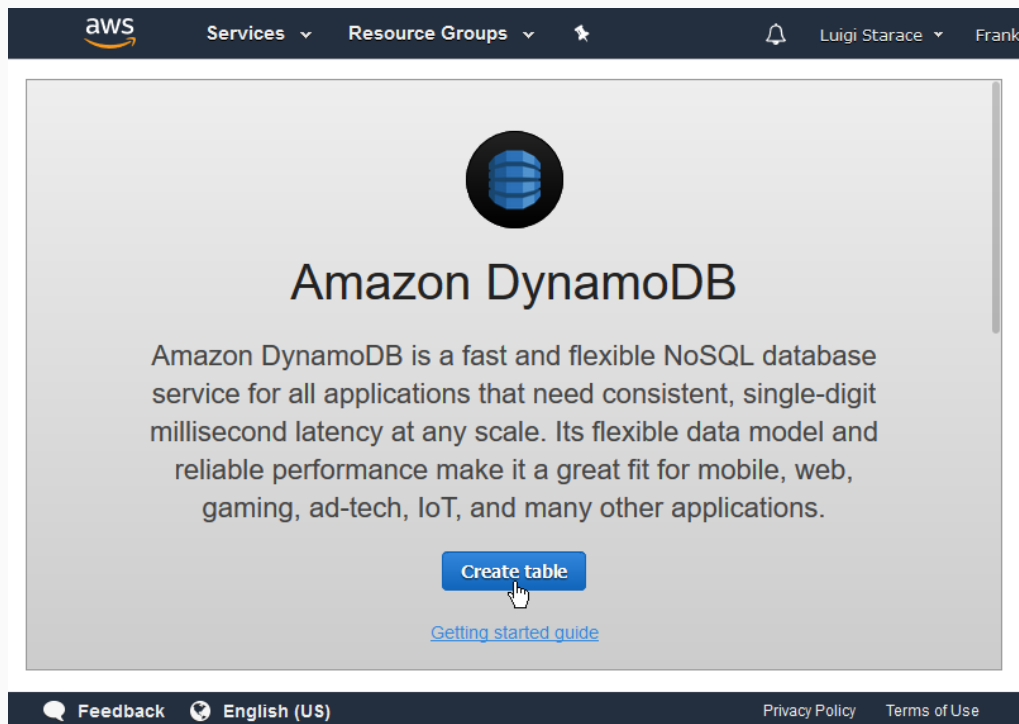 aws Services Resource Groups Luigi Starace Frank
Amazon DynamoDB
Amazon DynamoDB is a fast and flexible NoSQL database
service for all applications that need consistent, single-digit
millisecond latency at any scale. Its flexible data model and
reliable performance make it a great fit for mobile, web,
gaming, ad-tech, IoT, and many other applications.
Create table
Getting started guide
Feedback English (US) Privacy Policy Terms of Use